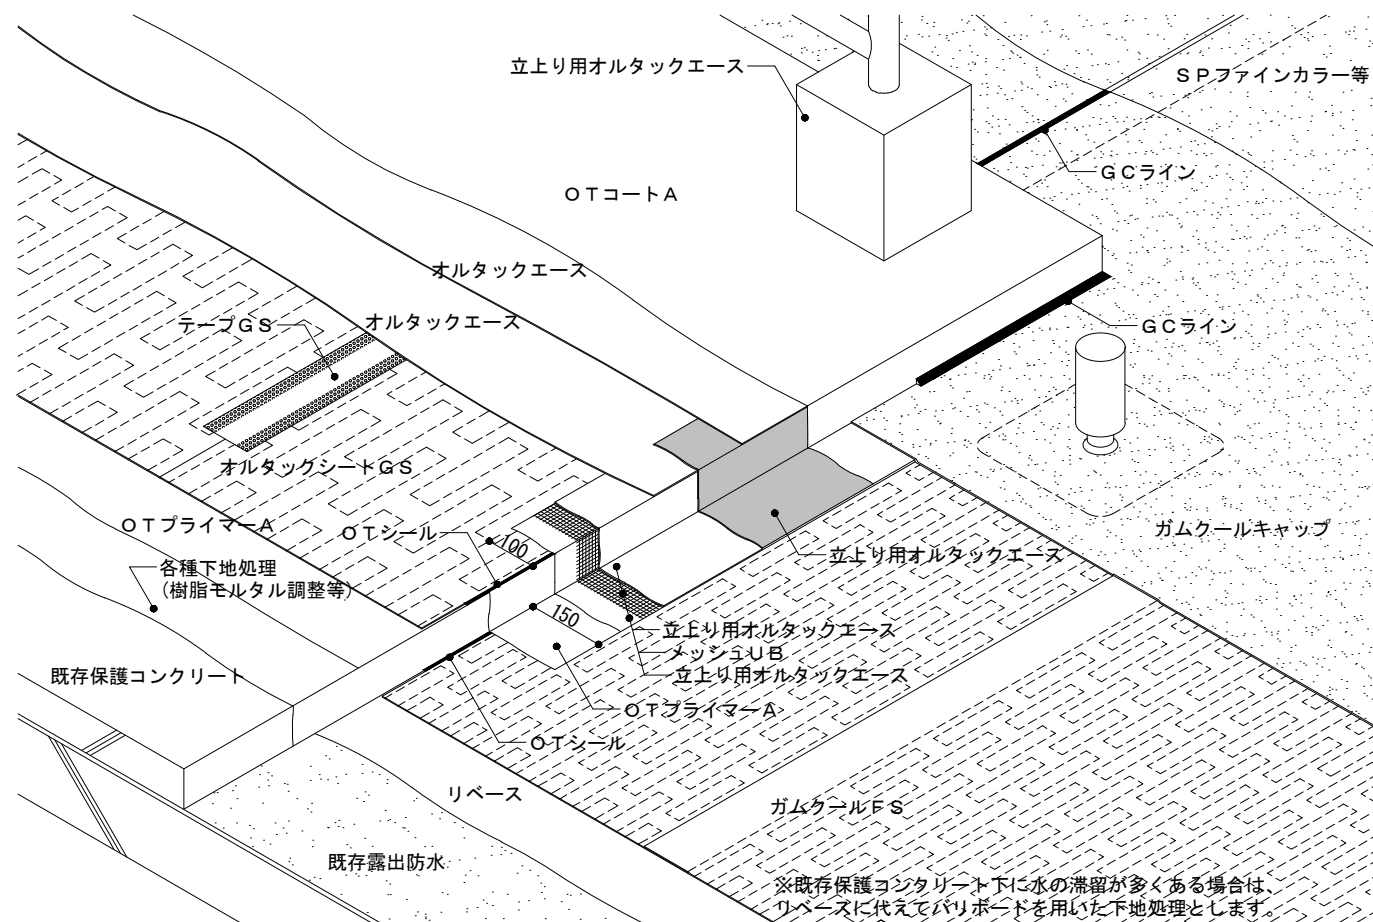 立上り用オルタックエース
ＳＰファインカラー等
ＧＣライン
ＯＴコートＡ
オルタックエース
オルタックエース
テープＧＳ
ＧＣライン
オルタックシートＧＳ
ＯＴプライマーＡ
ＯＴシール
100
ガムクールキャップ
立上り用オルタックエース
各種下地処理
（樹脂モルタル調整等）
150
立上り用オルタックエース
メッシュＵＢ
立上り用オルタックエース
既存保護コンクリート
ＯＴプライマーＡ
ＯＴシール
リベース
ガムクールＦＳ
既存露出防水
※既存保護コンクリート下に水の滞留が多くある場合は、
リベースに代えてバリボードを用いた下地処理とします。